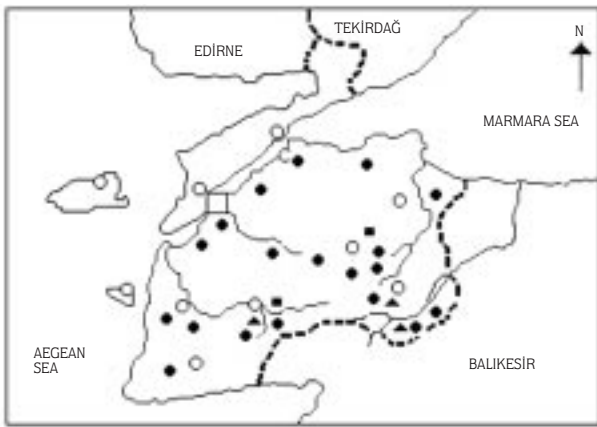 TEKİRDAĞ
EDİRNE
N
MARMARA SEA
AEGEAN
SEA
BALIKESİR